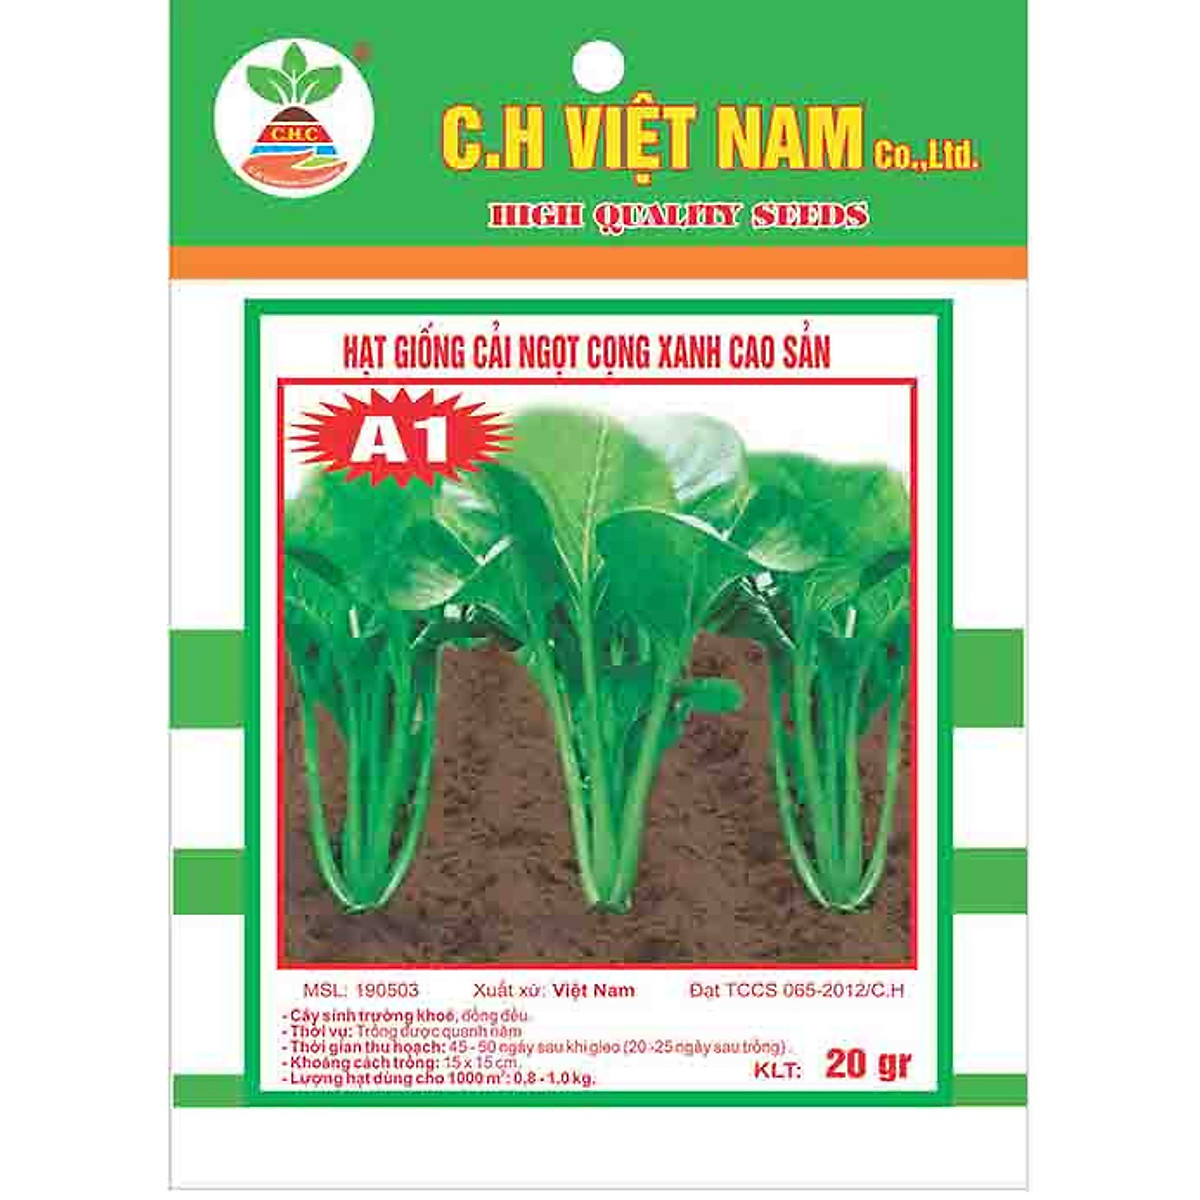 C.H.C
®
C.H VIỆT NAM Co.,Ltd.
HIGH QUALITY SEEDS
HẠT GIỐNG CẢI NGỌT CỌNG XANH CAO SẢN
A1
MSL: 190503 Xuất xứ: Việt Nam Đạt TCCS 065-2012/C.H
- Cây sinh trưởng khoẻ, đồng đều.
- Thời vụ: Trồng được quanh năm
- Thời gian thu hoạch: 45 - 50 ngày sau khi gieo (20 -25 ngày sau trồng) .
- Khoảng cách trồng: 15 x 15 cm.
- Lượng hạt dùng cho 1000 m²: 0.8 - 1.0 kg.
KLT: 20 gr